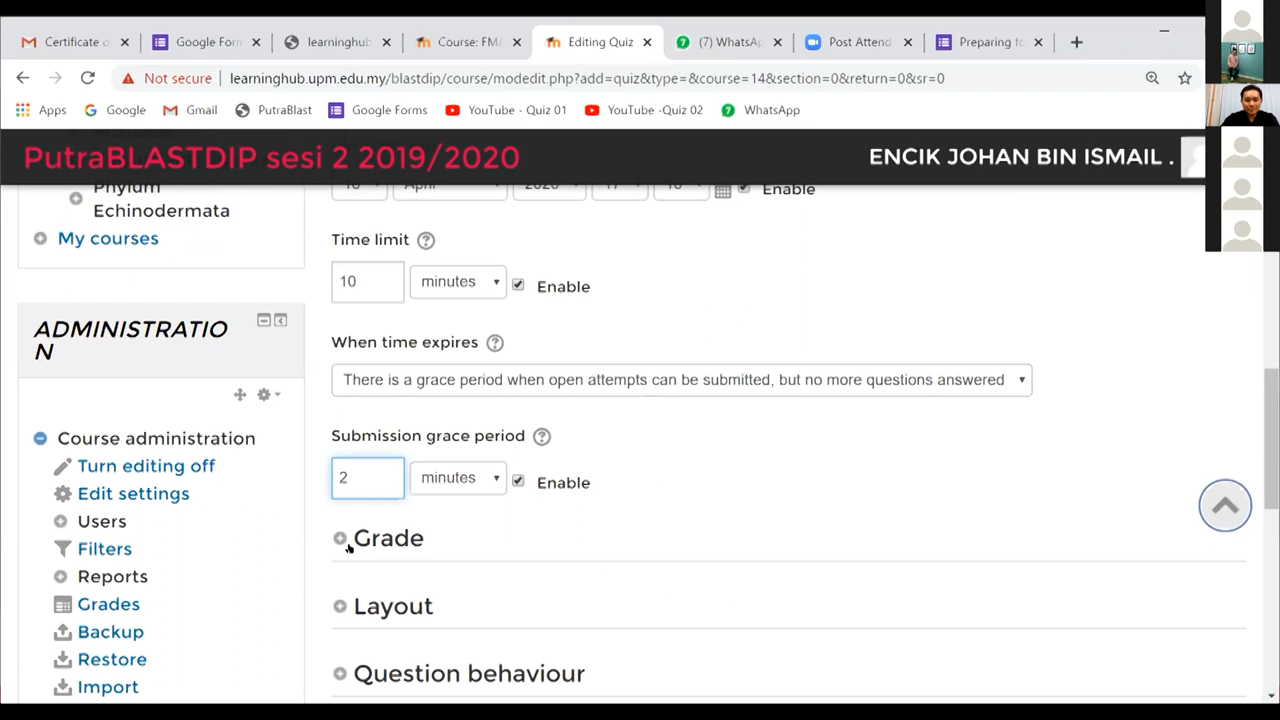 Certificate o
Google Forn
learninghub
Course: FMA
Editing Quiz
(7) WhatsA
Post Attend
Preparing fo
Not secure
learninghub.upm.edu.my/blastdip/course/modedit.php?add=quiz&type=&course=14&section=0&return=0&sr=0
Apps
Google
Gmail
PutraBlast
Google Forms
YouTube - Quiz 01
YouTube -Quiz 02
WhatsApp
PutraBLASTDIP sesi 2 2019/2020
ENCIK JOHAN BIN ISMAIL .
Phylum
Echinodermata
My courses
ADMINISTRATIO
N
Course administration
Turn editing off
Edit settings
Users
Filters
Reports
Grades
Backup
Restore
Import
April
2020
Enable
Time limit
10
minutes
Enable
When time expires
There is a grace period when open attempts can be submitted, but no more questions answered
Submission grace period
2
minutes
Enable
Grade
Layout
Question behaviour